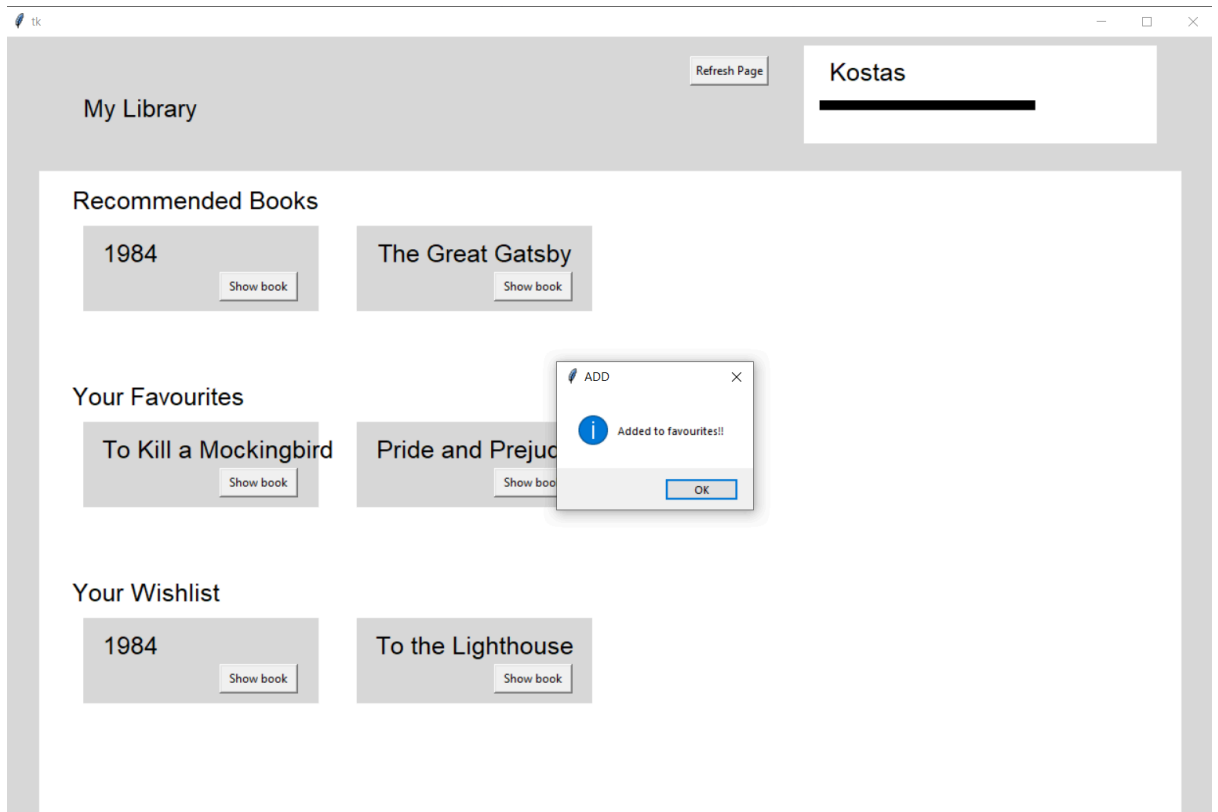 tk
Refresh Page
Kostas
My Library
Recommended Books
1984
The Great Gatsby
Show book
Show book
Your Favourites
ADD
Added to favourites!!
OK
To Kill a Mockingbird
Pride and Prejud
Show book
Show boo
Your Wishlist
1984
To the Lighthouse
Show book
Show book